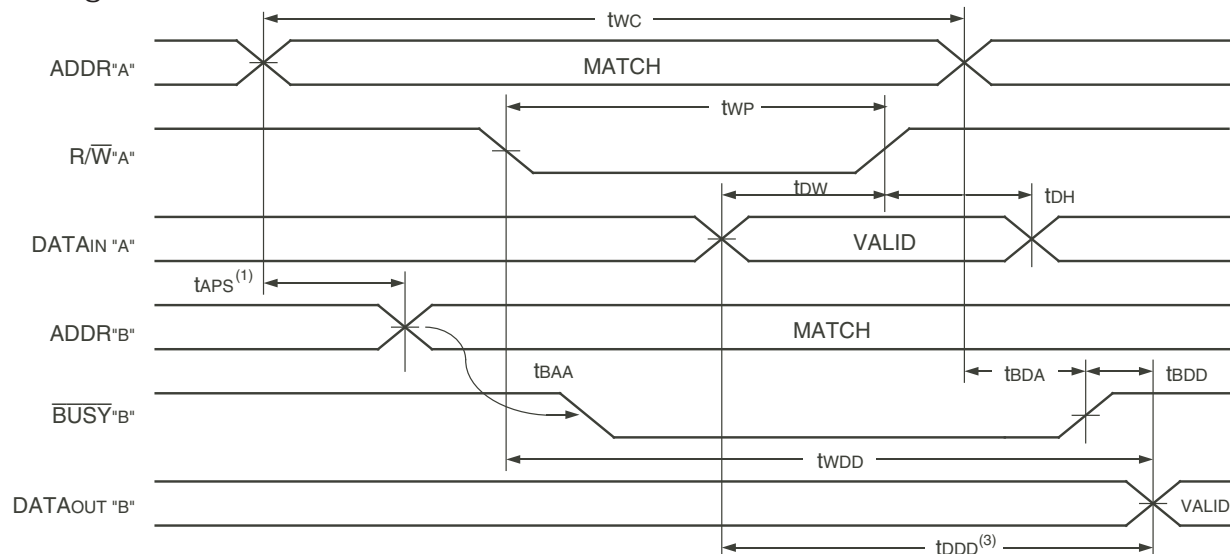 tWC
ADDR"A"
MATCH
tWP
R/W̅"A"
tDW
tDH
DATAIN "A"
VALID
tAPS(1)
ADDR"B"
MATCH
tBAA
tBDA
tBDD
B̅U̅S̅Y̅"B"
tWDD
DATAOUT "B"
VALID
tDDD(3)